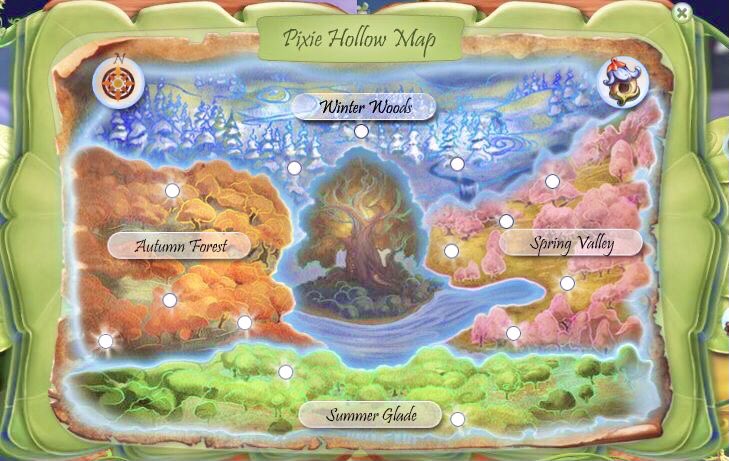 Pixie Hollow Map
N
Winter Woods
Autumn Forest
Spring Valley
Summer Glade